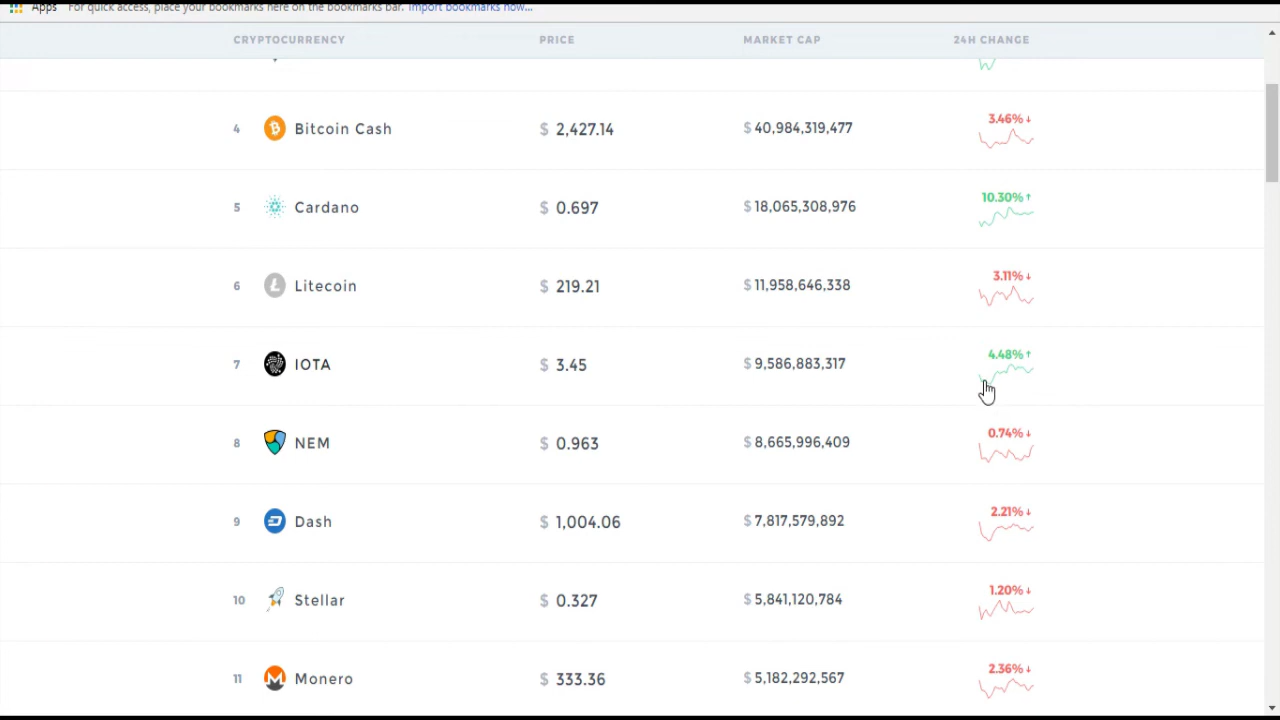 Apps For quick access, place your bookmarks here on the bookmarks bar. Import bookmarks now...
CRYPTOCURRENCY PRICE MARKET CAP 24H CHANGE
4 Bitcoin Cash $ 2,427.14 $ 40,984,319,477 3.46% ↓
5 Cardano $ 0.697 $ 18,065,308,976 10.30% ↑
6 Litecoin $ 219.21 $ 11,958,646,338 3.11% ↓
7 IOTA $ 3.45 $ 9,586,883,317 4.48% ↑
8 NEM $ 0.963 $ 8,665,996,409 0.74% ↓
9 Dash $ 1,004.06 $ 7,817,579,892 2.21% ↓
10 Stellar $ 0.327 $ 5,841,120,784 1.20% ↓
11 Monero $ 333.36 $ 5,182,292,567 2.36% ↓